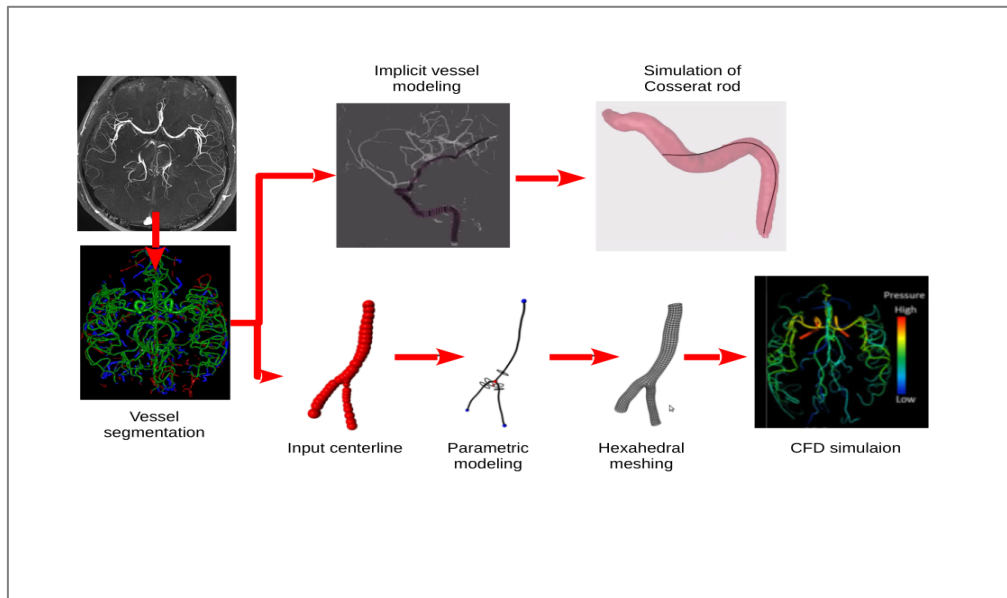 Implicit vessel
modeling
Simulation of
Cosserat rod
Pressure
High
Low
Vessel
segmentation
Input centerline
Parametric
modeling
Hexahedral
meshing
CFD simulaion